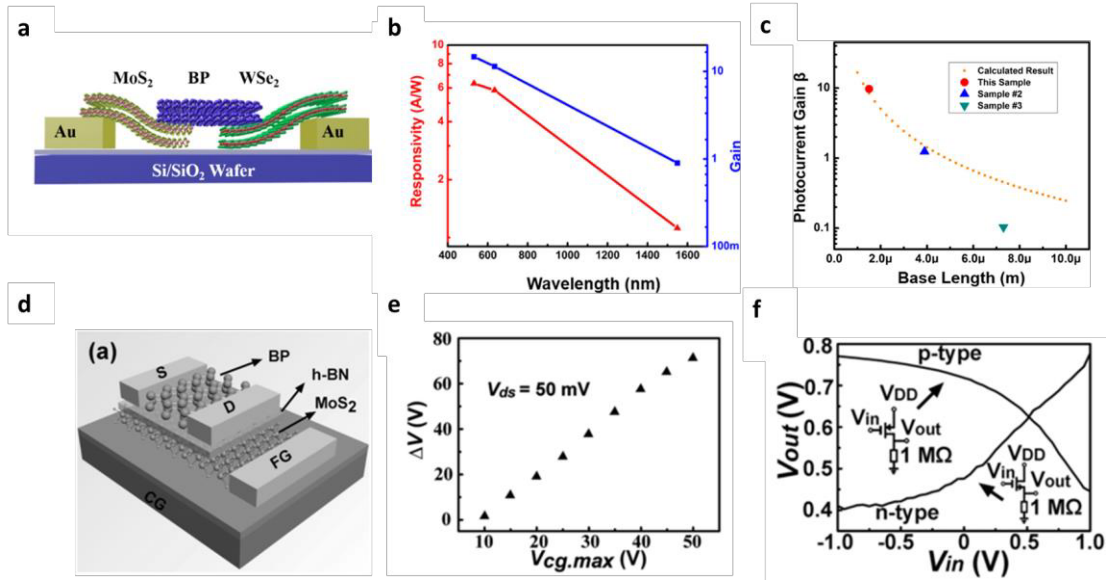 a
MoS2 BP WSe2
Au Au
Si/SiO2 Wafer
b
Responsivity (A/W)
10
8
6
4
2
10
1
100m
Gain
400 600 800 1000 1200 1400 1600
Wavelength (nm)
c
Photocurrent Gain β
10
1
0.1
Calculated Result
This Sample
Sample #2
Sample #3
0.0 2.0μ 4.0μ 6.0μ 8.0μ 10.0μ
Base Length (m)
d
(a)
S
BP
h-BN
D
MoS2
FG
CG
e
ΔV (V)
80
60
40
20
0
Vds = 50 mV
10 20 30 40 50
Vcg.max (V)
f
Vout (V)
0.8
0.7
0.6
0.5
0.4
p-type
VDD
Vin
Vout
1 MΩ
VDD
Vin
Vout
1 MΩ
n-type
-1.0 -0.5 0.0 0.5 1.0
Vin (V)